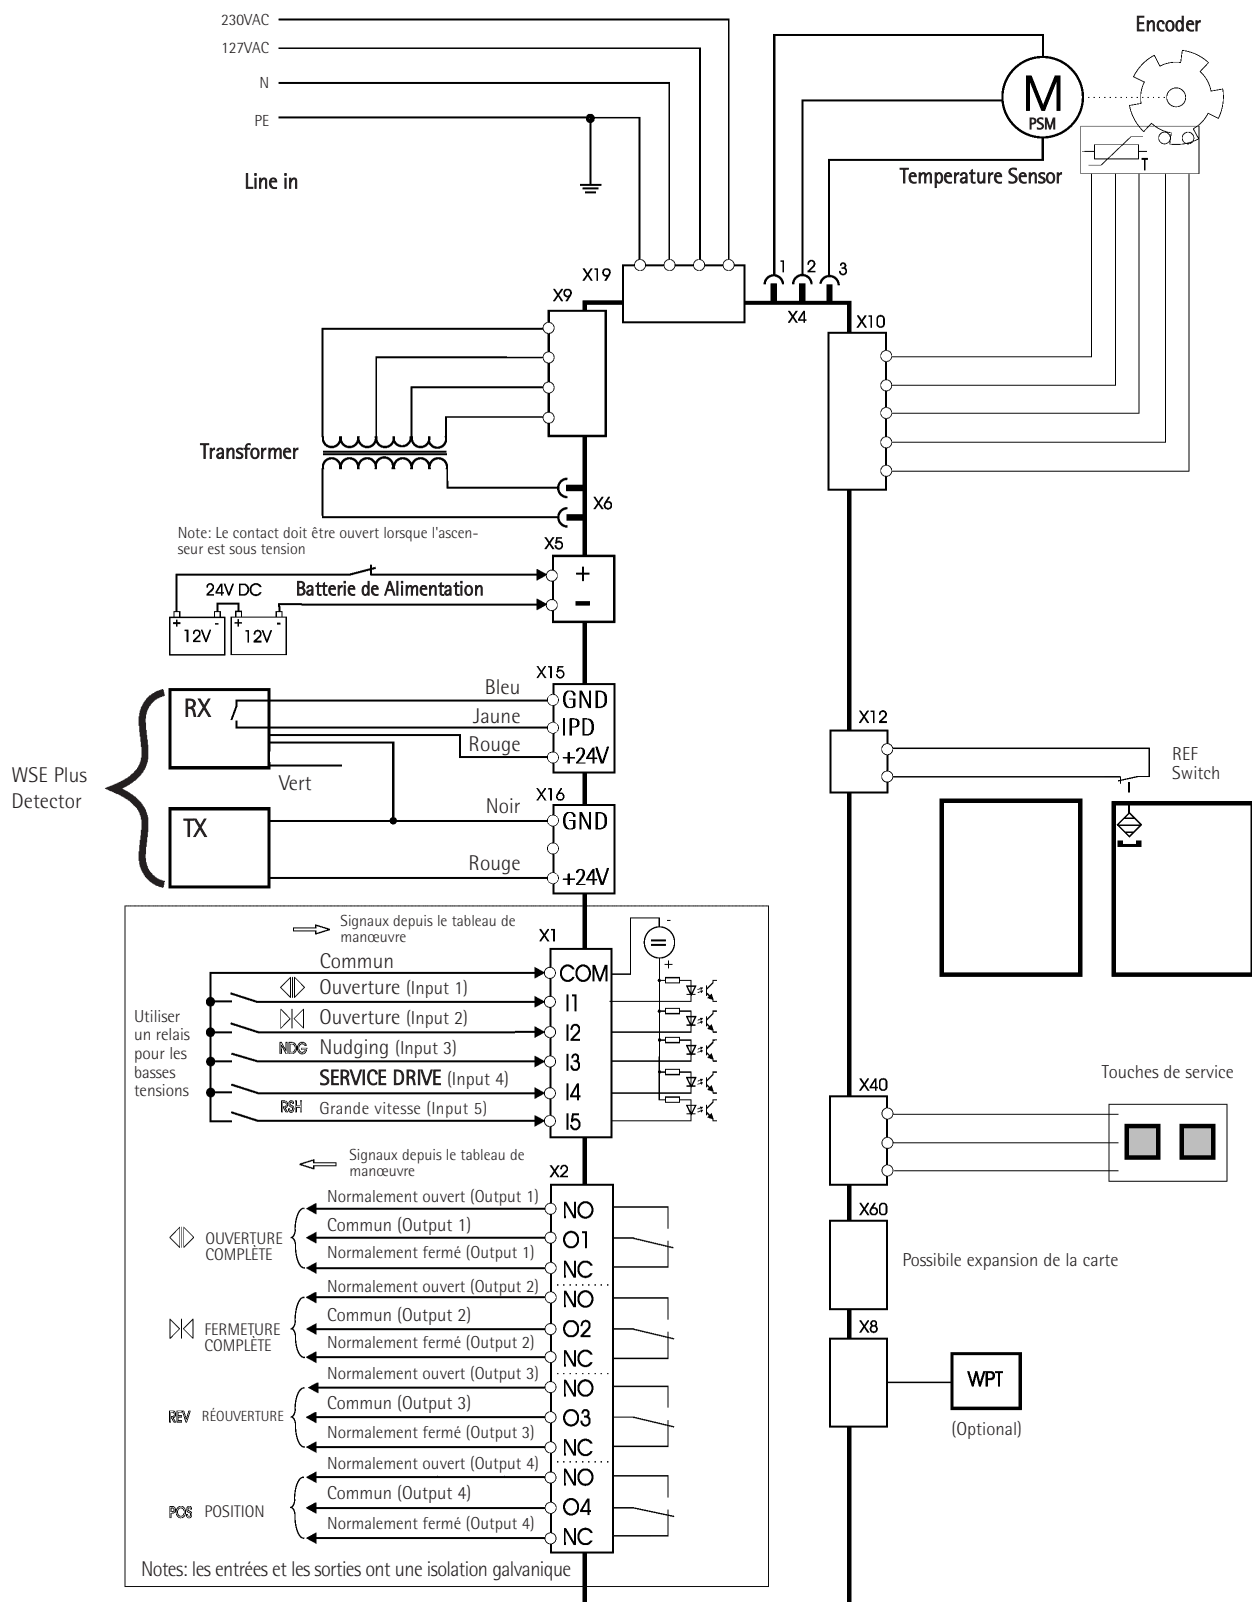 230VAC
127VAC
N
PE
Line in
Encoder
M
PSM
T
Temperature Sensor
X19
1
2
3
X4
X9
X10
Transformer
X6
Note: Le contact doit être ouvert lorsque l'ascen-
seur est sous tension
X5
+
-
24V DC
Batterie de Alimentation
+ -
12V
+ -
12V
WSE Plus
Detector
RX
TX
X15
Bleu
GND
Jaune
IPD
Rouge
+24V
Vert
X16
Noir
GND
Rouge
+24V
X12
REF
Switch
Signaux depuis le tableau de
manœuvre
X1
-
=
+
Utiliser
un relais
pour les
basses
tensions
Commun
COM
Ouverture (Input 1)
I1
Ouverture (Input 2)
I2
NDG Nudging (Input 3)
I3
SERVICE DRIVE (Input 4)
I4
RSH Grande vitesse (Input 5)
I5
Signaux depuis le tableau de
manœuvre
X2
OUVERTURE
COMPLÈTE
Normalement ouvert (Output 1)
NO
Commun (Output 1)
O1
Normalement fermé (Output 1)
NC
FERMETURE
COMPLÈTE
Normalement ouvert (Output 2)
NO
Commun (Output 2)
O2
Normalement fermé (Output 2)
NC
REV RÉOUVERTURE
Normalement ouvert (Output 3)
NO
Commun (Output 3)
O3
Normalement fermé (Output 3)
NC
POS POSITION
Normalement ouvert (Output 4)
NO
Commun (Output 4)
O4
Normalement fermé (Output 4)
NC
Notes: les entrées et les sorties ont une isolation galvanique
X40
Touches de service
X60
Possibile expansion de la carte
X8
WPT
(Optional)